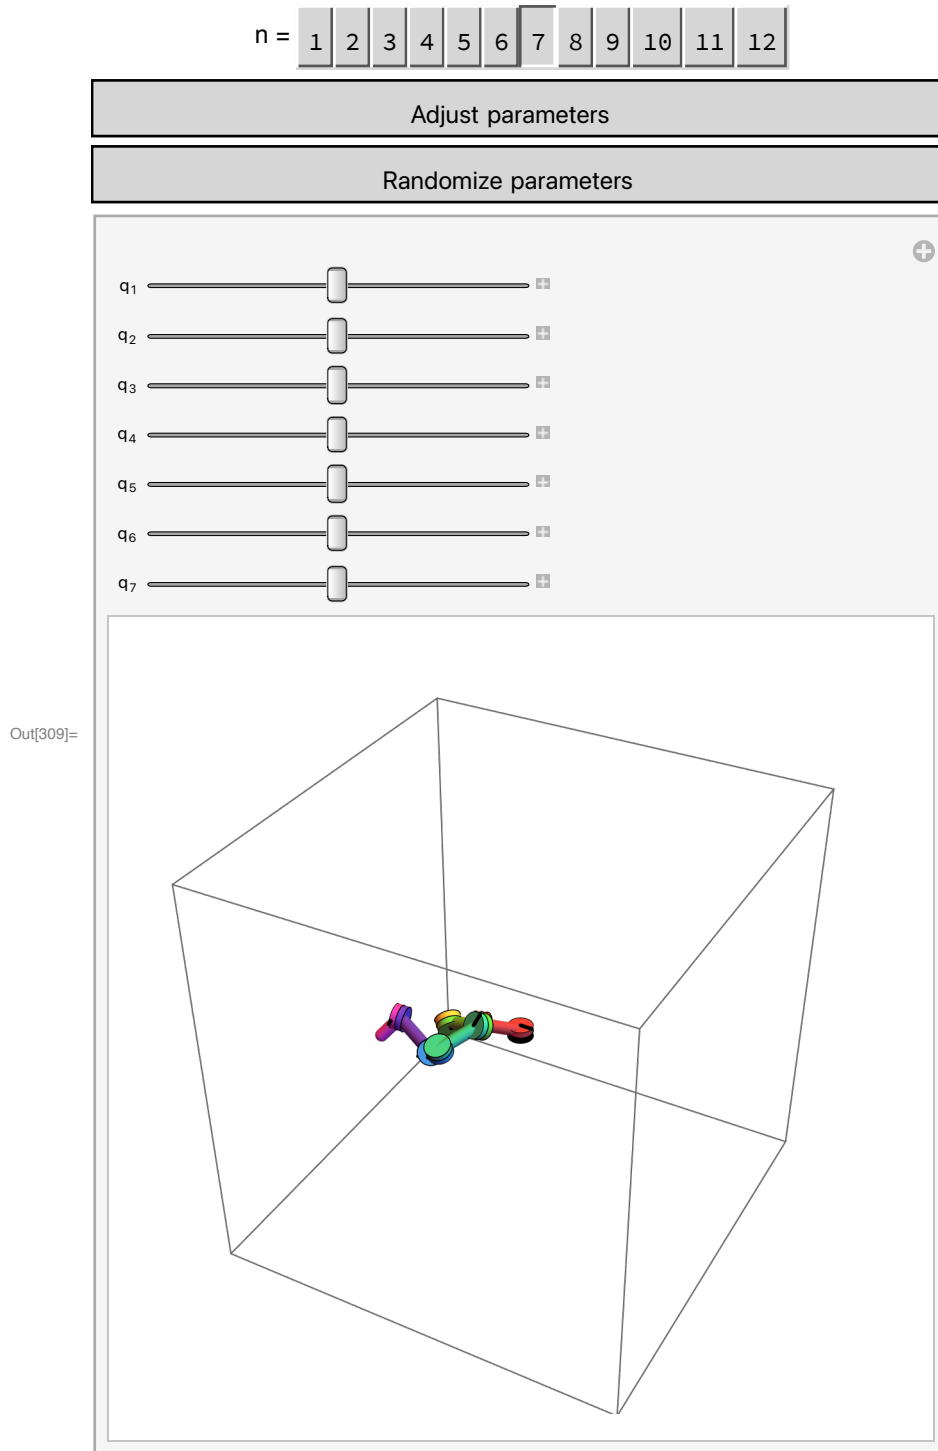 n = 1 2 3 4 5 6 7 8 9 10 11 12
Adjust parameters
Randomize parameters
q₁
q₂
q₃
q₄
q₅
q₆
q₇
Out[309]=